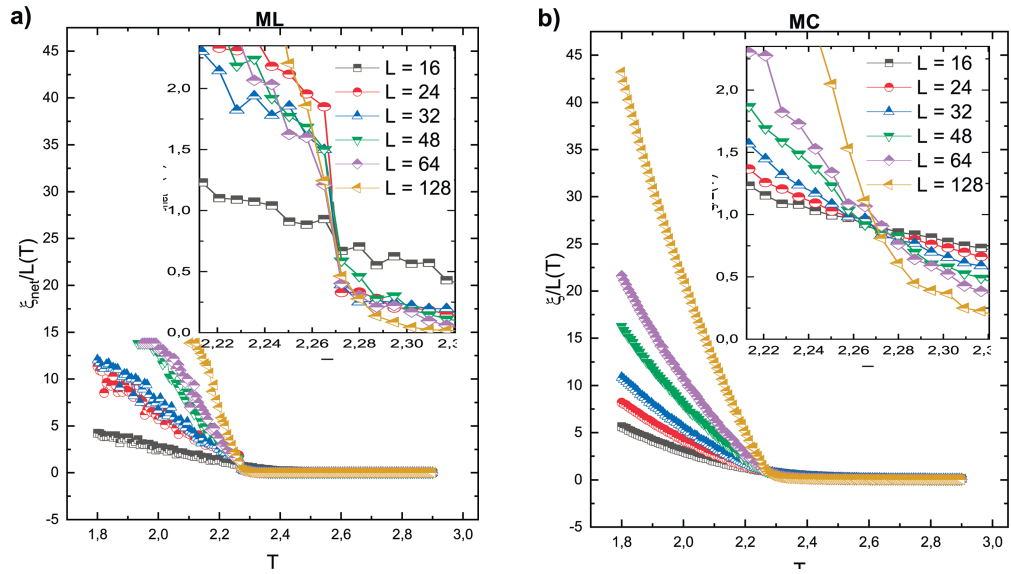 a)
ML
ξnet/L(T)
45
40
35
30
25
20
15
10
5
0
-5
1,8
2,0
2,2
2,4
2,6
2,8
3,0
T
2,0
1,5
1,0
0,5
0,0
2,22
2,24
2,26
2,28
2,30
L = 16
L = 24
L = 32
L = 48
L = 64
L = 128
b)
MC
ξ/L(T)
45
40
35
30
25
20
15
10
5
0
-5
1,8
2,0
2,2
2,4
2,6
2,8
3,0
2,0
1,5
1,0
0,5
0,0
2,22
2,24
2,26
2,28
2,30
L = 16
L = 24
L = 32
L = 48
L = 64
L = 128